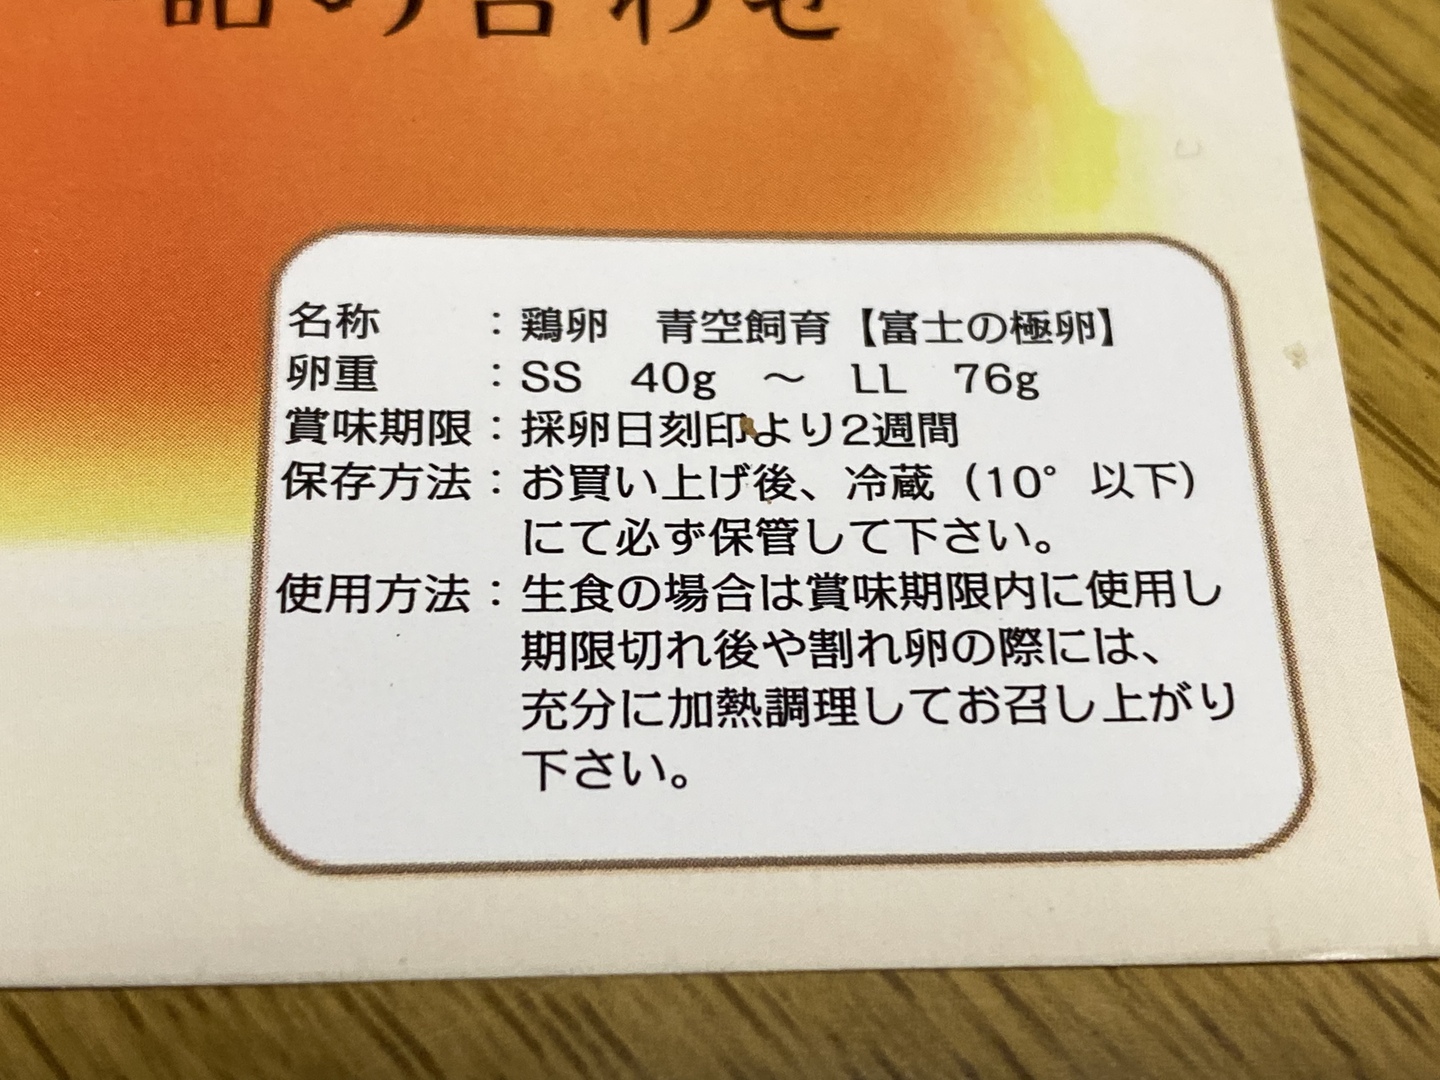 詰め合わせ
名称　　：鶏卵　青空飼育【富士の極卵】
卵重　　：SS　40g　～　LL　76g
賞味期限：採卵日刻印より2週間
保存方法：お買い上げ後、冷蔵（10°以下）
にて必ず保管して下さい。
使用方法：生食の場合は賞味期限内に使用し
期限切れ後や割れ卵の際には、
充分に加熱調理してお召し上がり
下さい。